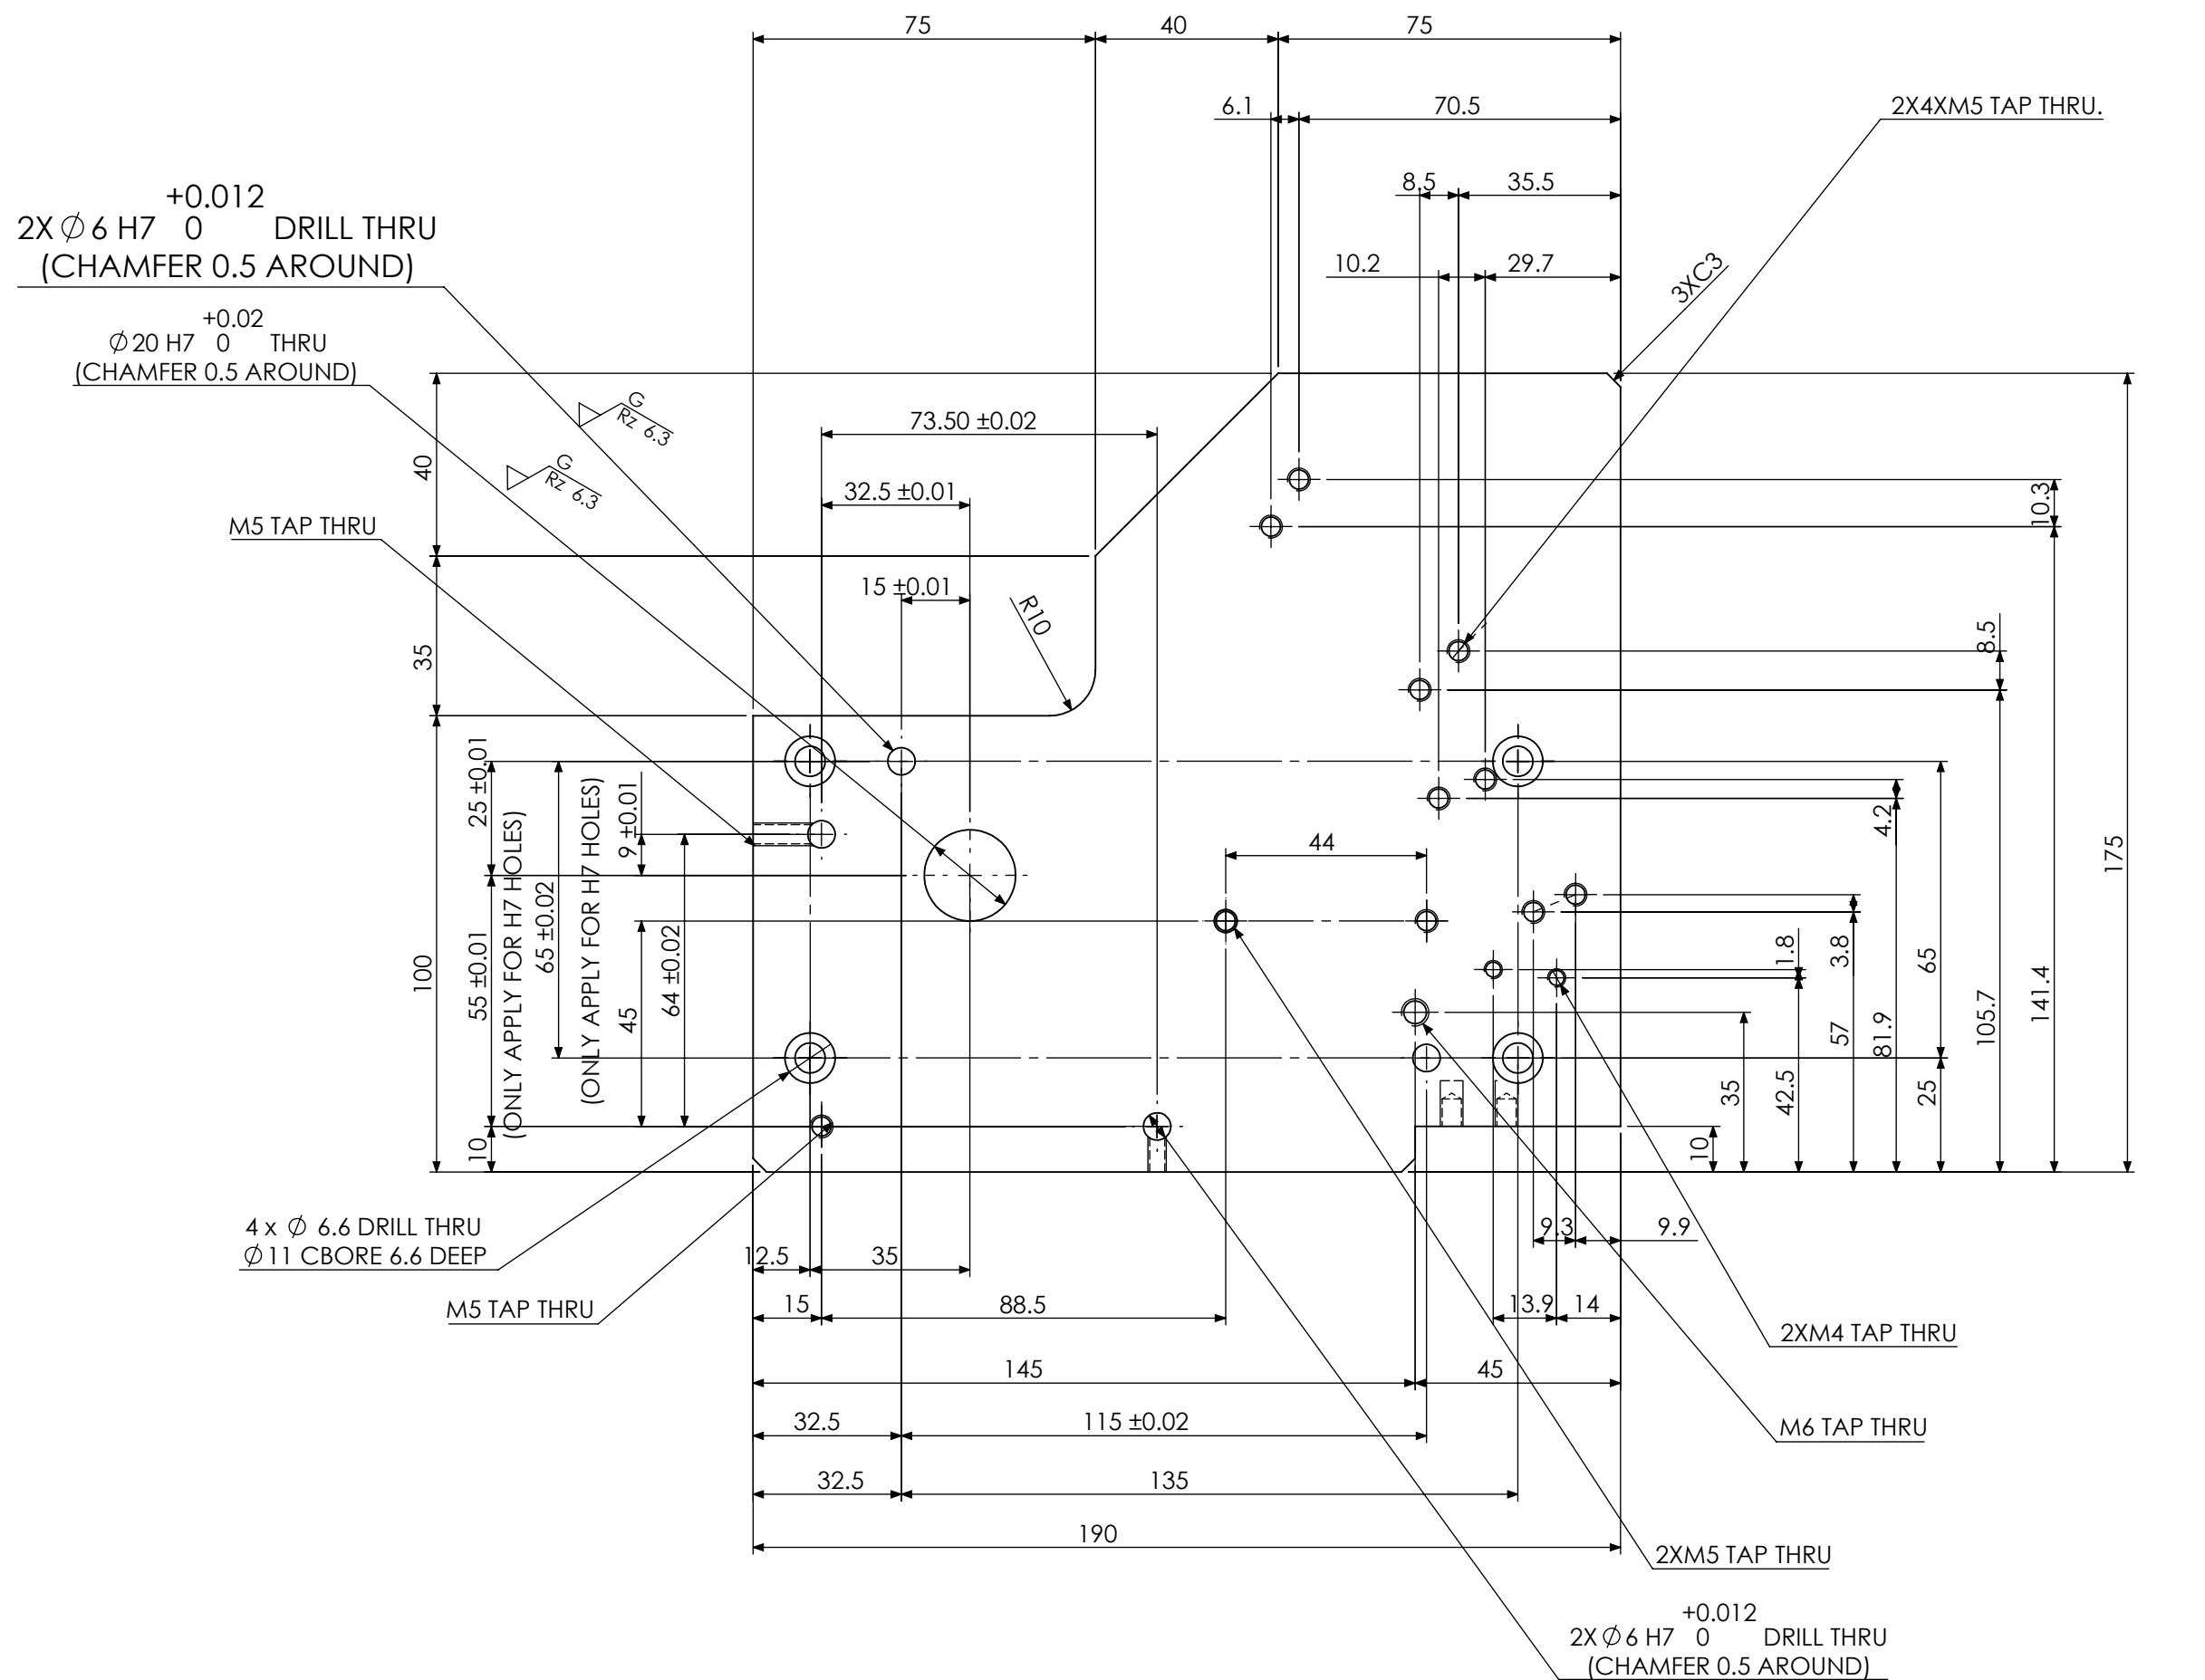 75
40
75
6.1
70.5
2X4XM5 TAP THRU.
8.5
35.5
+0.012
2X Ø 6 H7 0 DRILL THRU
(CHAMFER 0.5 AROUND)
10.2
29.7
3XC3
+0.02
Ø 20 H7 0 THRU
(CHAMFER 0.5 AROUND)
G
Rz 6.3
G
Rz 6.3
73.50 ±0.02
32.5 ±0.01
15 ±0.01
R10
M5 TAP THRU
40
35
100
25 ±0.01
55 ±0.01
10
(ONLY APPLY FOR H7 HOLES)
65 ±0.02
(ONLY APPLY FOR H7 HOLES)
9 ±0.01
45
64 ±0.02
44
10.3
8.5
4.2
175
1.8
3.8
65
105.7
141.4
57
81.9
35
42.5
25
10
4 x Ø 6.6 DRILL THRU
Ø 11 CBORE 6.6 DEEP
M5 TAP THRU
12.5
35
9.3
9.9
15
88.5
13.9
14
2XM4 TAP THRU
145
45
32.5
115 ±0.02
M6 TAP THRU
32.5
135
190
2XM5 TAP THRU
+0.012
2X Ø 6 H7 0 DRILL THRU
(CHAMFER 0.5 AROUND)